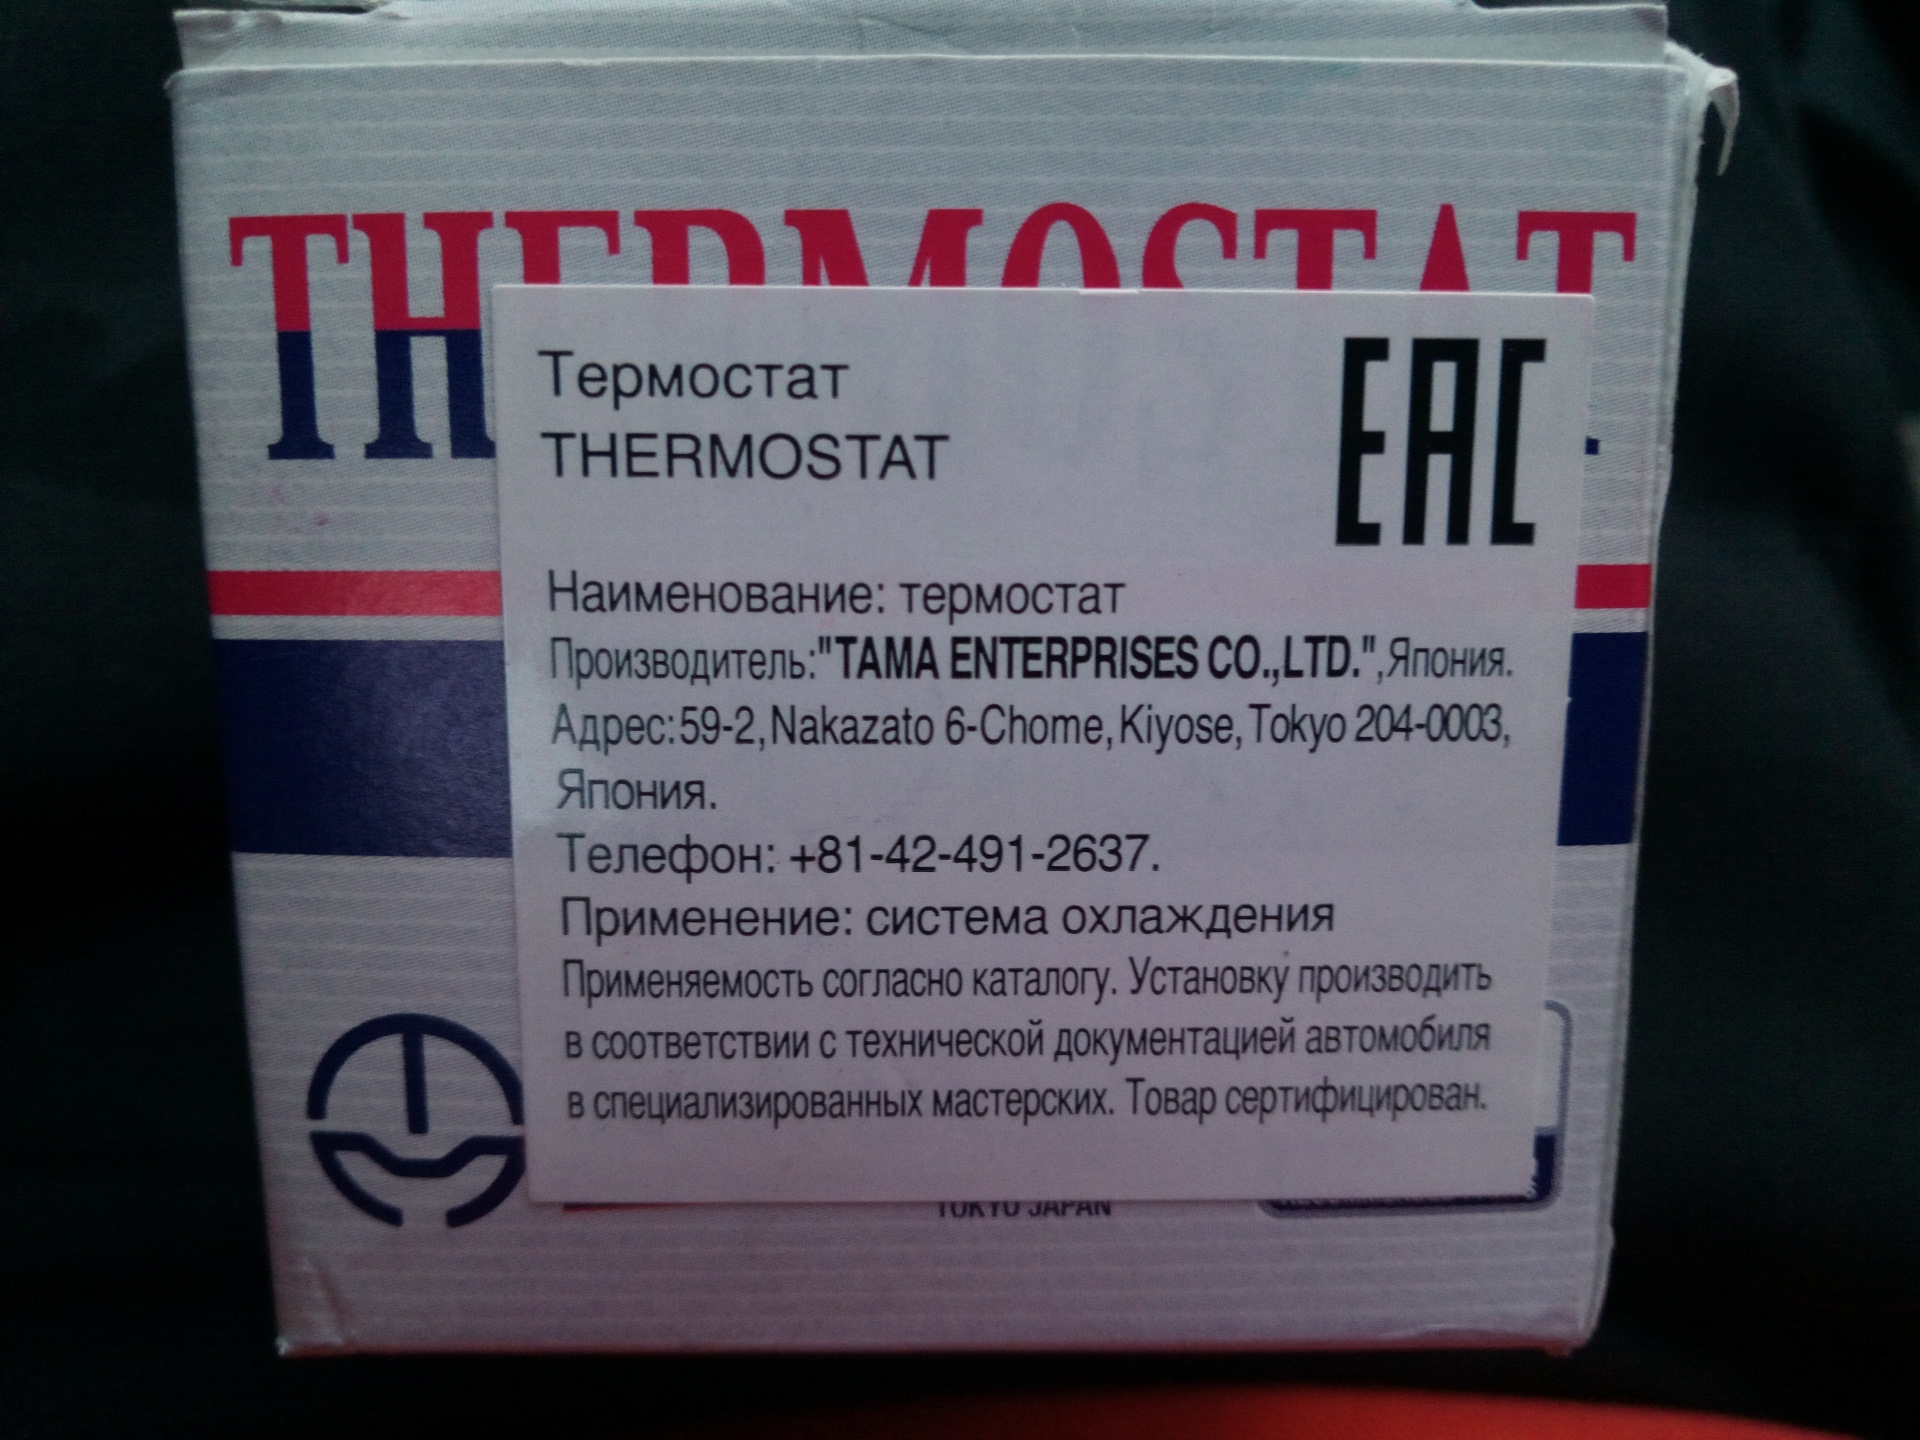 THERMOSTAT
Термостат
THERMOSTAT
EAC
Наименование: термостат
Производитель:"TAMA ENTERPRISES CO.,LTD.",Япония.
Адрес:59-2,Nakazato 6-Chome,Kiyose,Tokyo 204-0003,
Япония.
Телефон: +81-42-491-2637.
Применение: система охлаждения
Применяемость согласно каталогу. Установку производить
в соответствии с технической документацией автомобиля
в специализированных мастерских. Товар сертифицирован.
TOKYO JAPAN